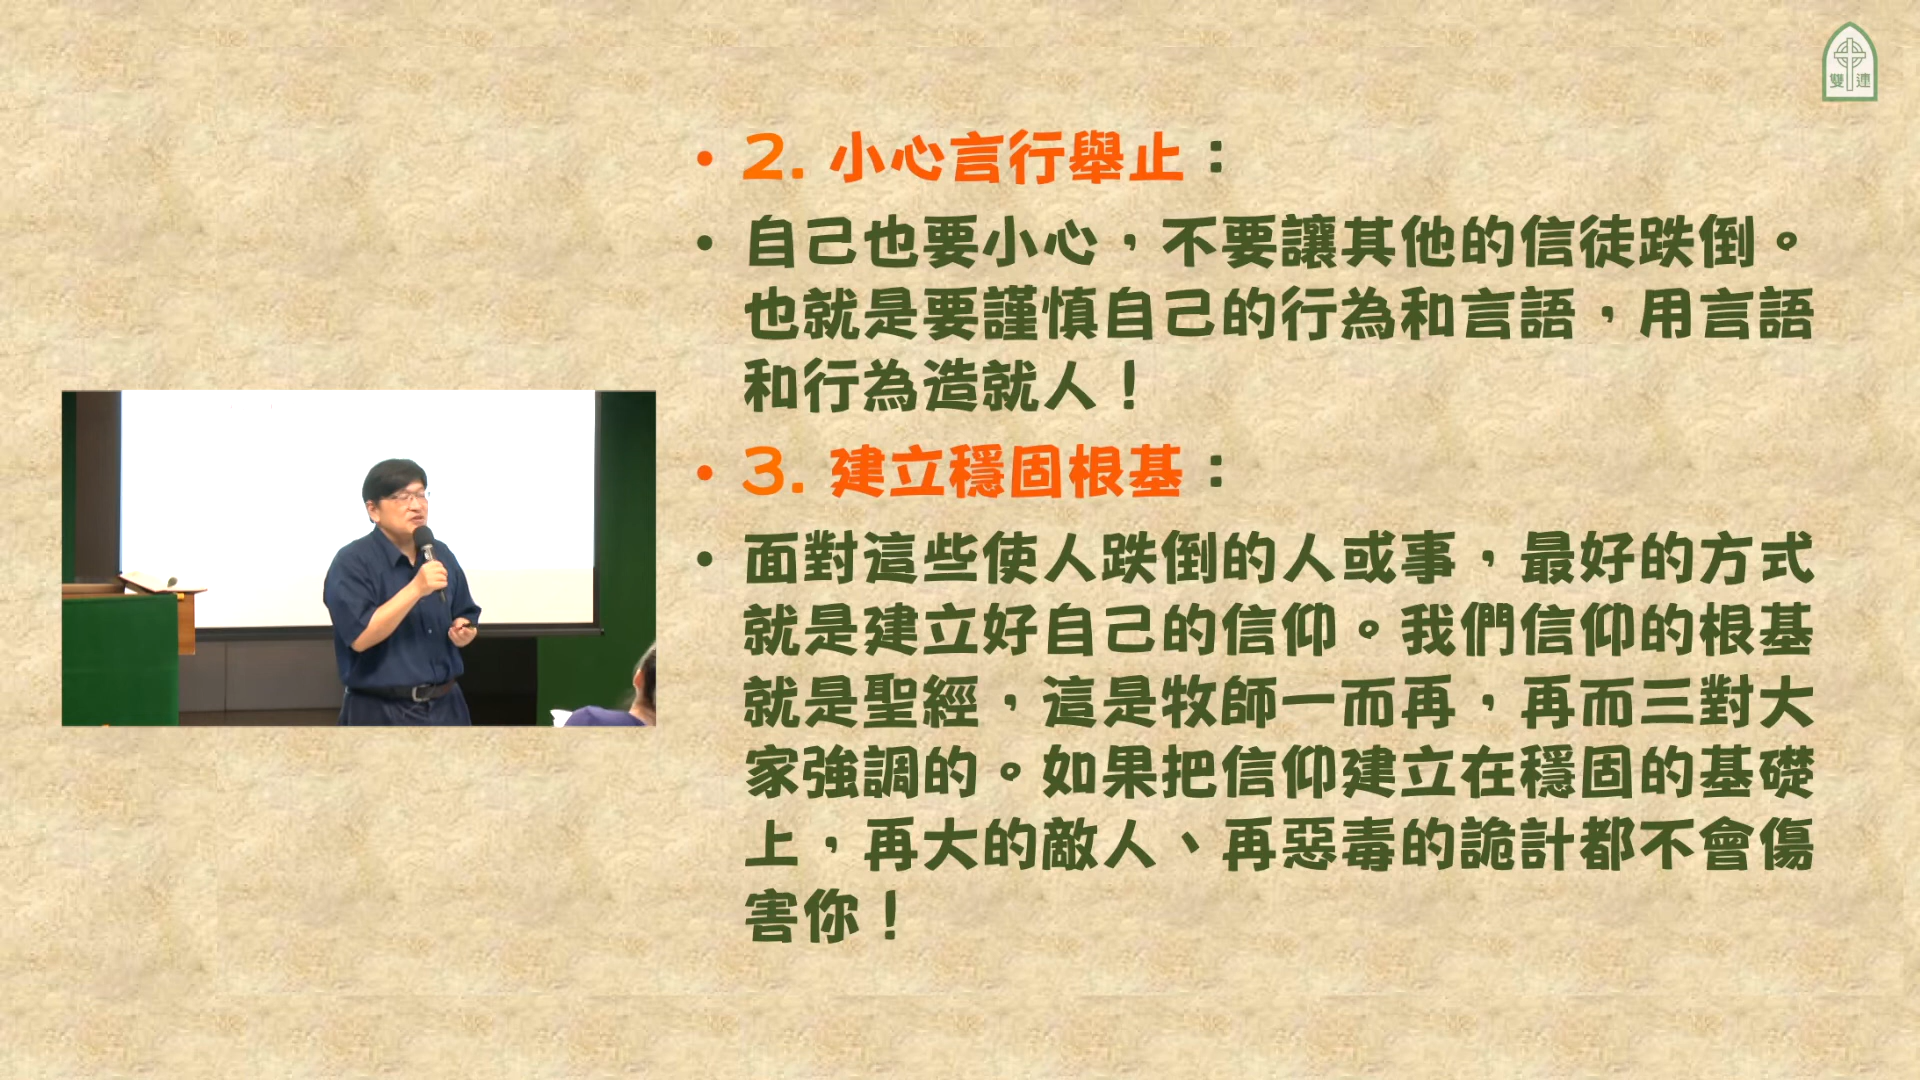 雙連
• 2. 小心言行舉止：
• 自己也要小心，不要讓其他的信徒跌倒。
也就是要謹慎自己的行為和言語，用言語
和行為造就人！
• 3. 建立穩固根基：
• 面對這些使人跌倒的人或事，最好的方式
就是建立好自己的信仰。我們信仰的根基
就是聖經，這是牧師一而再，再而三對大
家強調的。如果把信仰建立在穩固的基礎
上，再大的敵人、再惡毒的詭計都不會傷
害你！